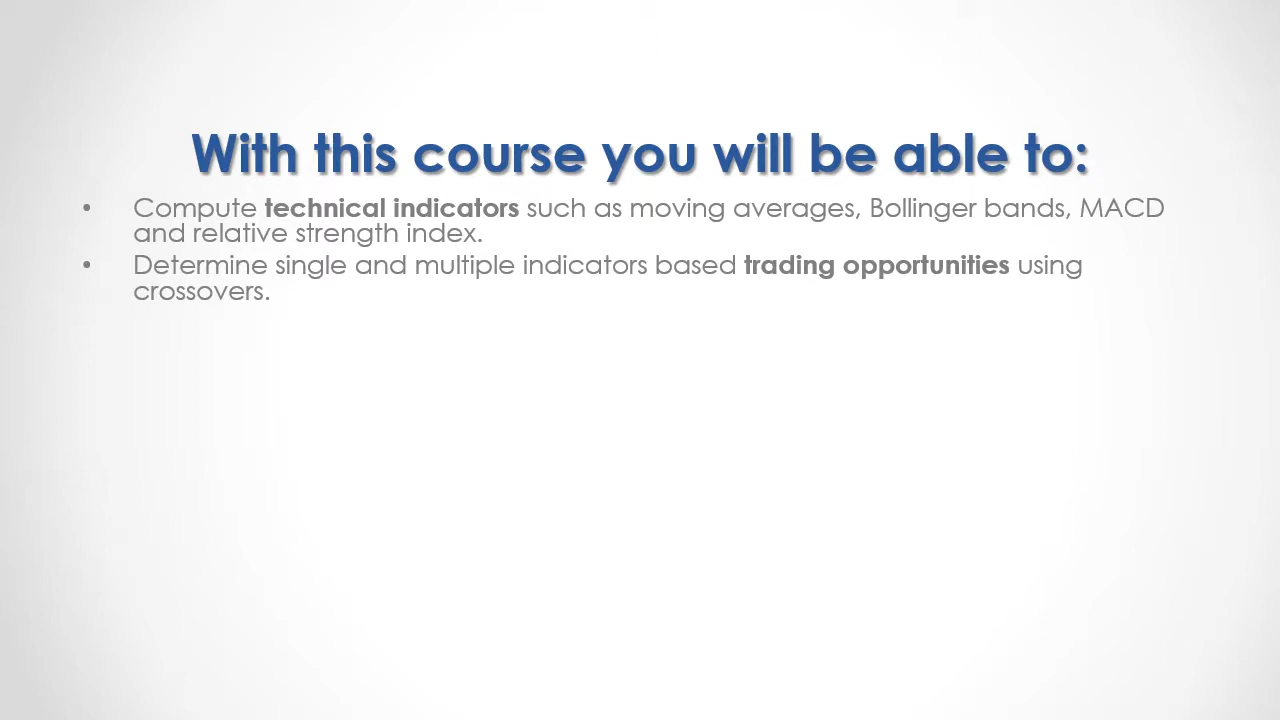 With this course you will be able to:
• Compute technical indicators such as moving averages, Bollinger bands, MACD
and relative strength index.
• Determine single and multiple indicators based trading opportunities using
crossovers.